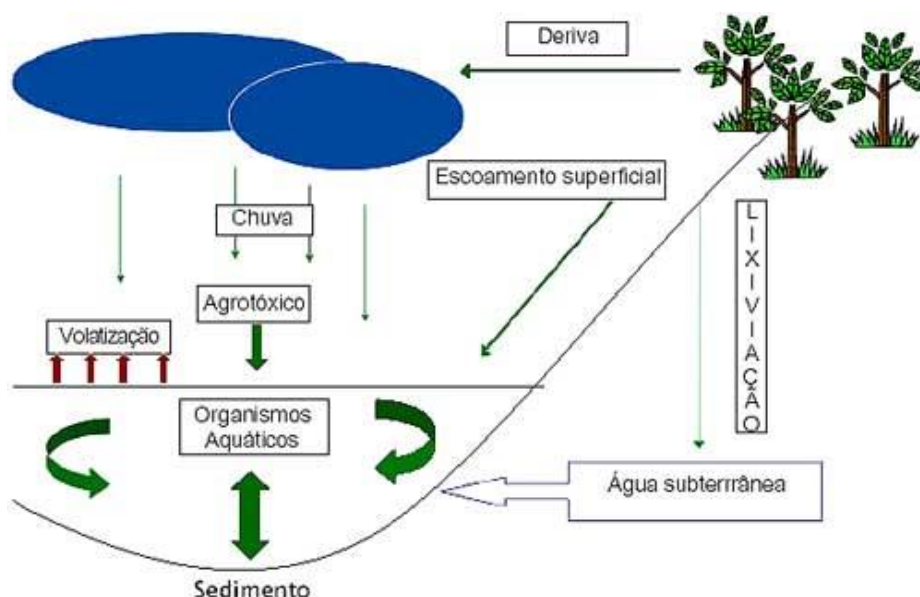 Deriva
Escoamento superficial
Chuva
LIXIVIAÇÃO
Agrotóxico
Volatização
Organismos
Aquáticos
Água subterrrânea
Sedimento